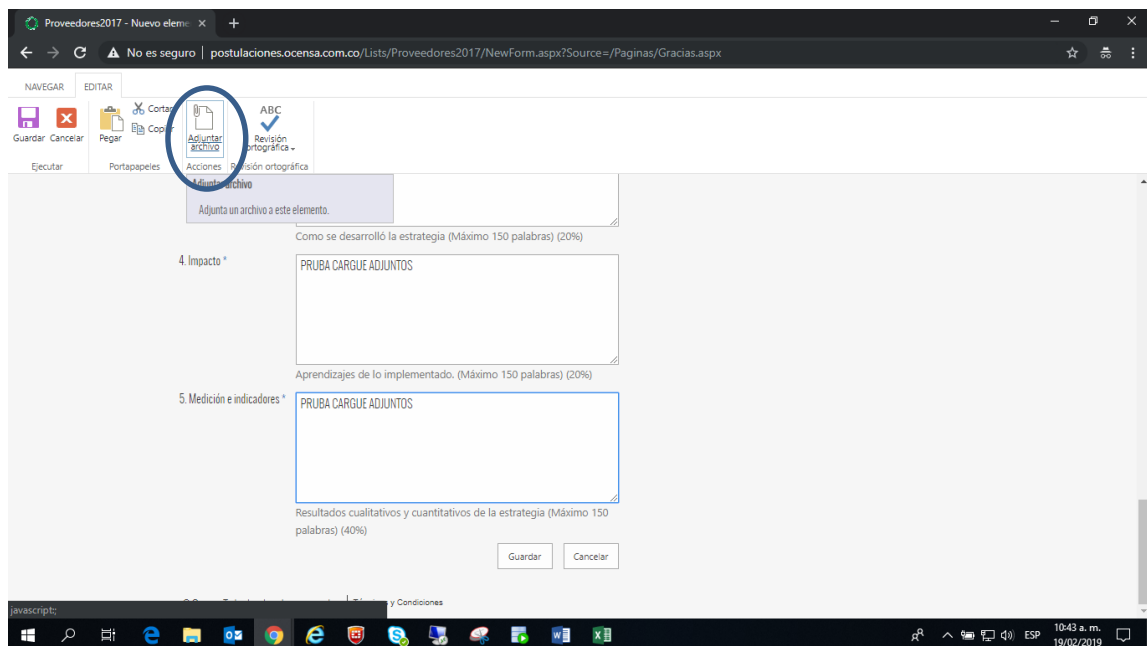 Proveedores2017 - Nuevo eleme
No es seguro | postulaciones.ocensa.com.co/Lists/Proveedores2017/NewForm.aspx?Source=/Paginas/Gracias.aspx
NAVEGAR EDITAR
Guardar Cancelar Pegar Cortar Copiar Adjuntar archivo ABC Revisión ortográfica
Ejecutar Portapapeles Acciones Revisión ortográfica
Adjuntar archivo
Adjunta un archivo a este elemento.
Como se desarrolló la estrategia (Máximo 150 palabras) (20%)
4. Impacto * PRUBA CARGUE ADJUNTOS
Aprendizajes de lo implementado. (Máximo 150 palabras) (20%)
5. Medición e indicadores * PRUBA CARGUE ADJUNTOS
Resultados cualitativos y cuantitativos de la estrategia (Máximo 150
palabras) (40%)
Guardar Cancelar
y Condiciones
javascript:;
ESP 10:43 a. m.
19/02/2019